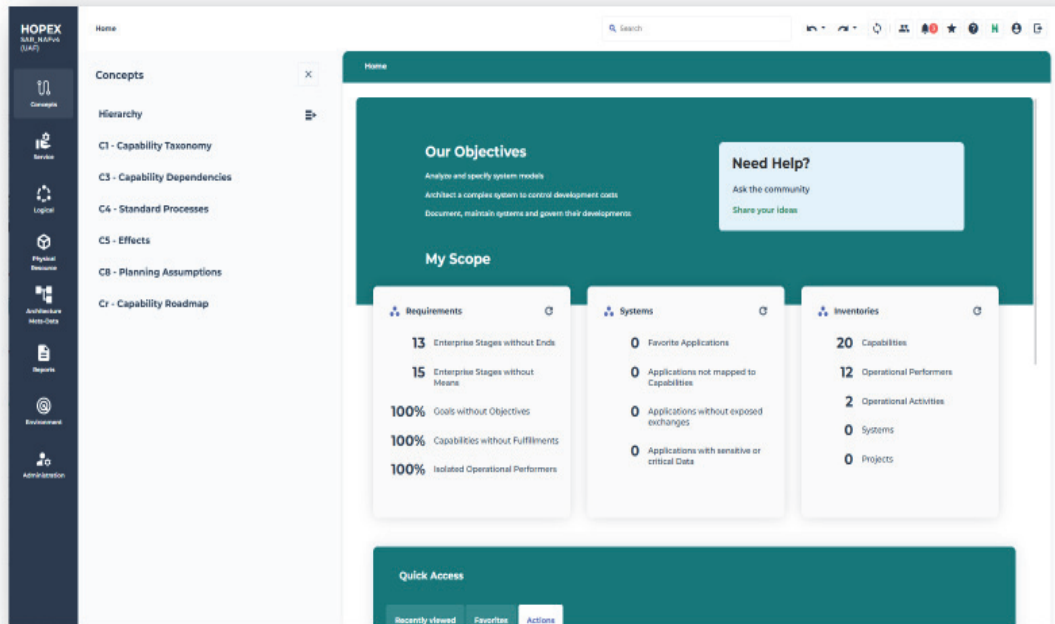 HOPEX
SAB_NAFv4
(UAF)
Home
Search
Concepts
Service
Logical
Physical
Resource
Architecture
Meta-Data
Reports
Environment
Administration
Concepts
Hierarchy
C1 - Capability Taxonomy
C3 - Capability Dependencies
C4 - Standard Processes
C5 - Effects
C8 - Planning Assumptions
Cr - Capability Roadmap
Home
Our Objectives
Analyze and specify system models
Architect a complex system to control development costs
Document, maintain systems and govern their developments
Need Help?
Ask the community
Share your ideas
My Scope
Requirements
13 Enterprise Stages without Ends
15 Enterprise Stages without
Means
100% Goals without Objectives
100% Capabilities without Fulfillments
100% Isolated Operational Performers
Systems
0 Favorite Applications
0 Applications not mapped to
Capabilities
0 Applications without exposed
exchanges
0 Applications with sensitive or
critical Data
Inventories
20 Capabilities
12 Operational Performers
2 Operational Activities
0 Systems
0 Projects
Quick Access
Recently viewed
Favorites
Actions